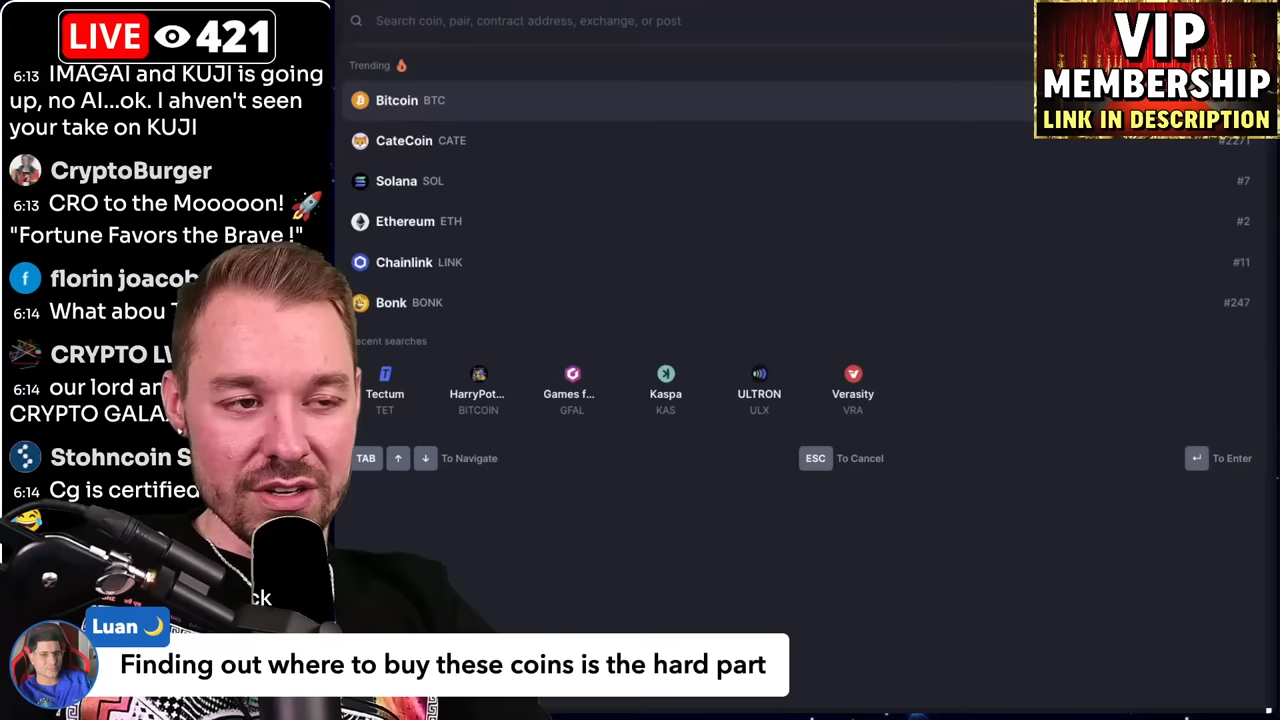 LIVE 421
6:13 IMAGAI and KUJI is going
up, no AI...ok. I ahven't seen
your take on KUJI
CryptoBurger
6:13 CRO to the Mooooon!
"Fortune Favors the Brave !"
florin joacob
6:14 What abou
CRYPTO
6:14 our lord an
CRYPTO GALA
Stohncoin S
6:14 Cg is certified
ck
Search coin, pair, contract address, exchange, or post
Trending
Bitcoin BTC
CateCoin CATE #2271
Solana SOL #7
Ethereum ETH #2
Chainlink LINK #11
Bonk BONK #247
ecent searches
Tectum HarryPot... Games f... Kaspa ULTRON Verasity
TET BITCOIN GFAL KAS ULX VRA
TAB ↑ ↓ To Navigate ESC To Cancel ↵ To Enter
VIP
MEMBERSHIP
LINK IN DESCRIPTION
Luan
Finding out where to buy these coins is the hard part